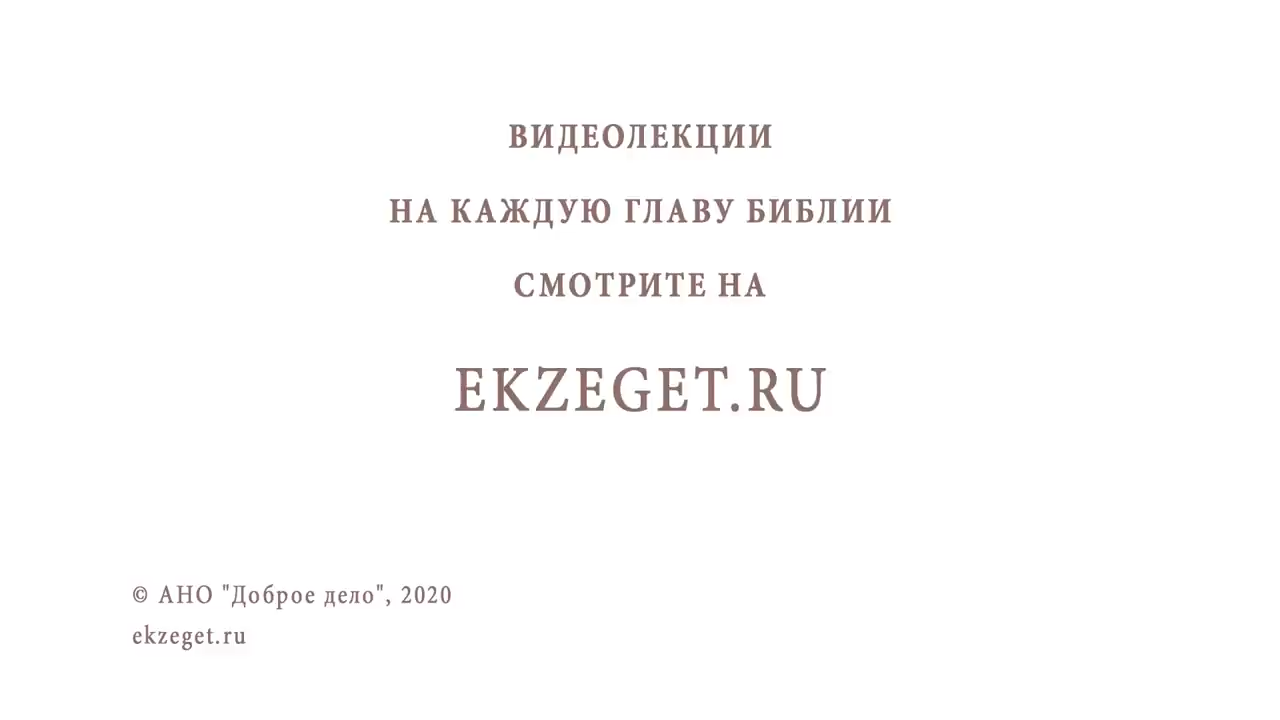 ВИДЕОЛЕКЦИИ
НА КАЖДУЮ ГЛАВУ БИБЛИИ
СМОТРИТЕ НА
EKZEGET.RU
© АНО "Доброе дело", 2020
ekzeget.ru